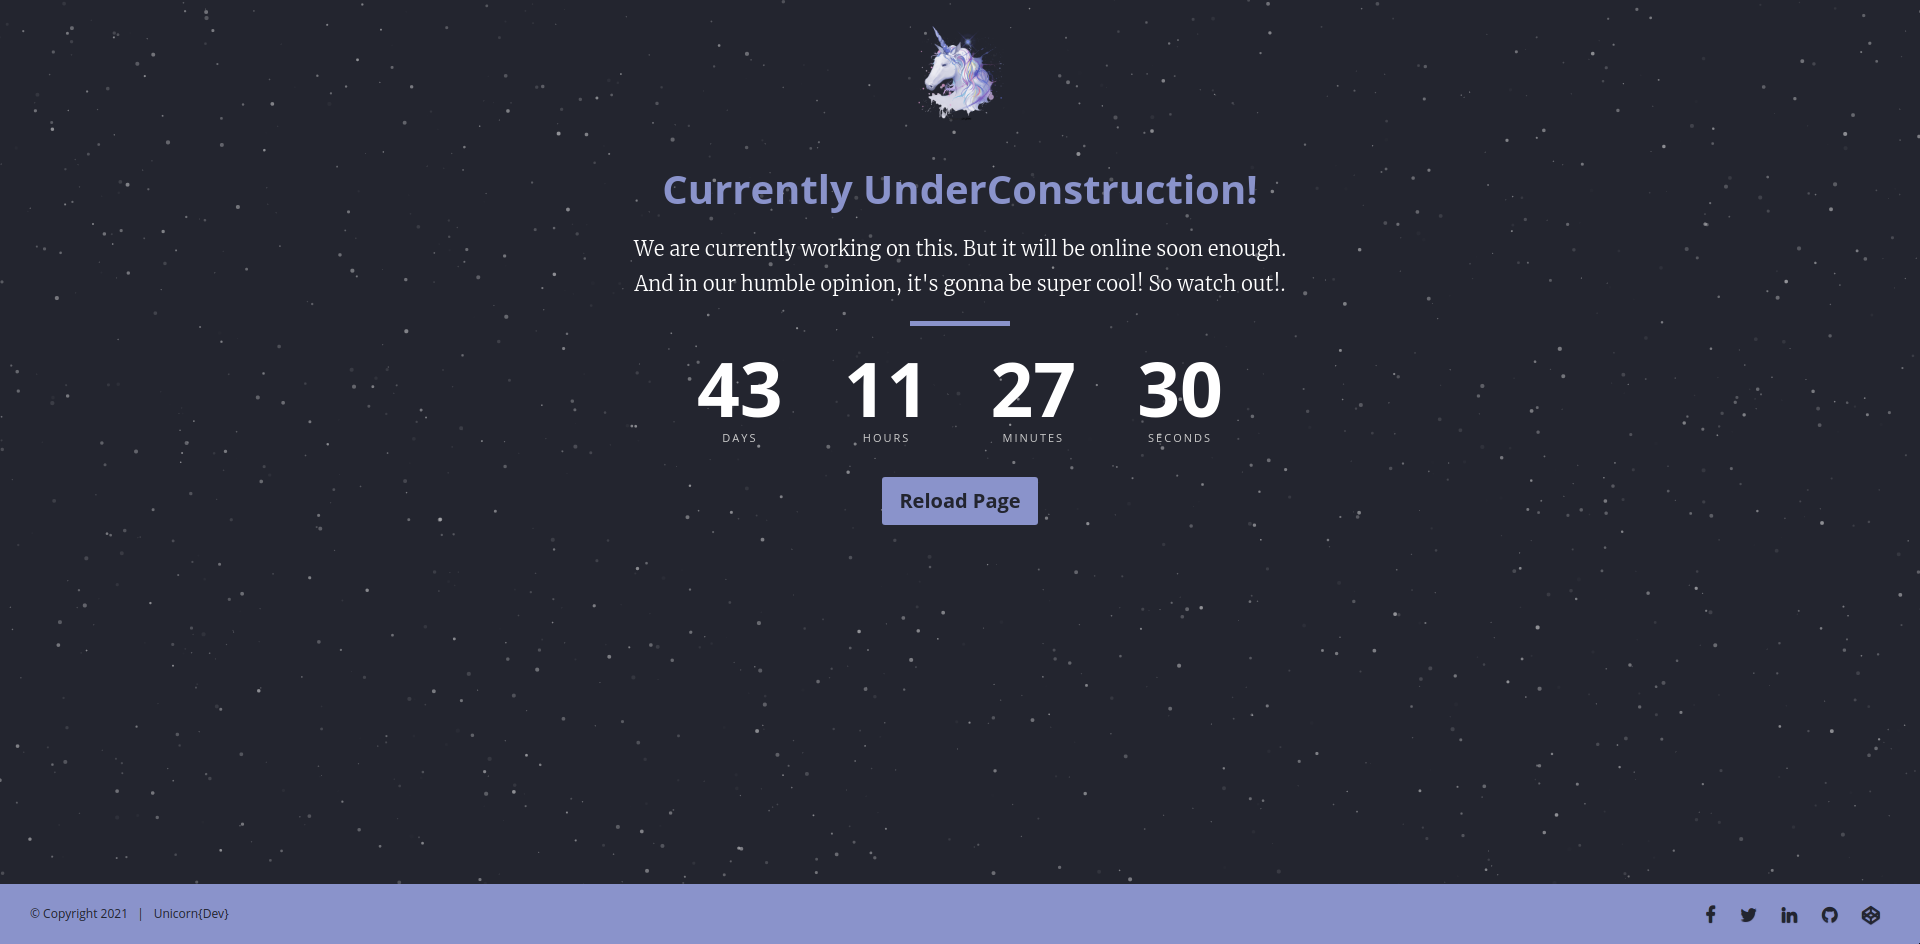 Currently UnderConstruction!
We are currently working on this. But it will be online soon enough.
And in our humble opinion, it's gonna be super cool! So watch out!.
43 11 27 30
DAYS HOURS MINUTES SECONDS
Reload Page
© Copyright 2021 | Unicorn{Dev}